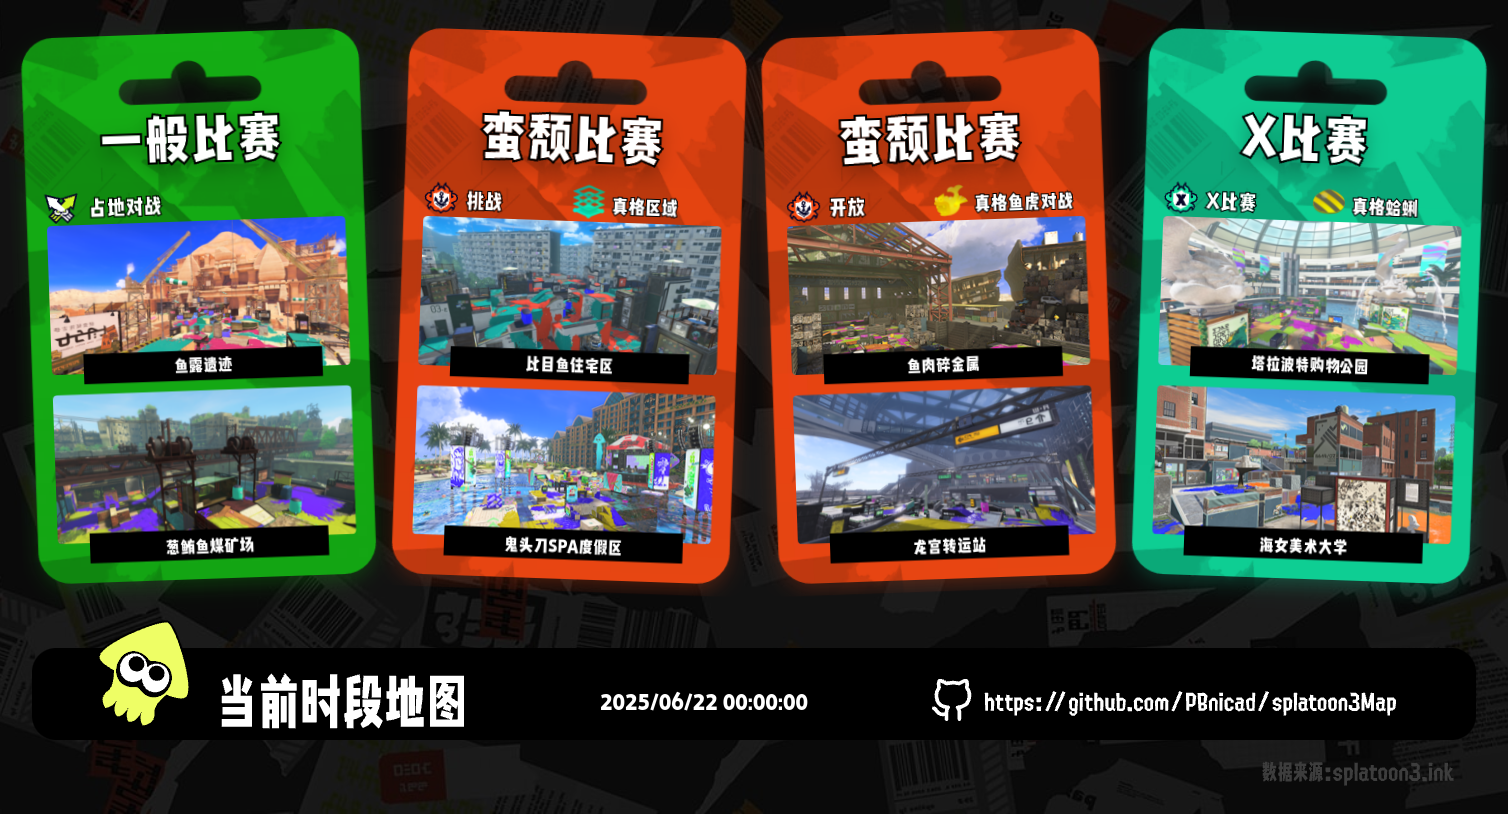 一般比赛
占地对战
鱼露遗迹
葱鲔鱼煤矿场
蛮颓比赛
挑战
真格区域
比目鱼住宅区
鬼头刀SPA度假区
蛮颓比赛
开放
真格鱼虎对战
鱼肉碎金属
龙宫转运站
X比赛
X比赛
真格蛤蜊
塔拉波特购物公园
海女美术大学
当前时段地图
2025/06/22 00:00:00
https://github.com/PBnicad/splatoon3Map
数据来源:splatoon3.ink